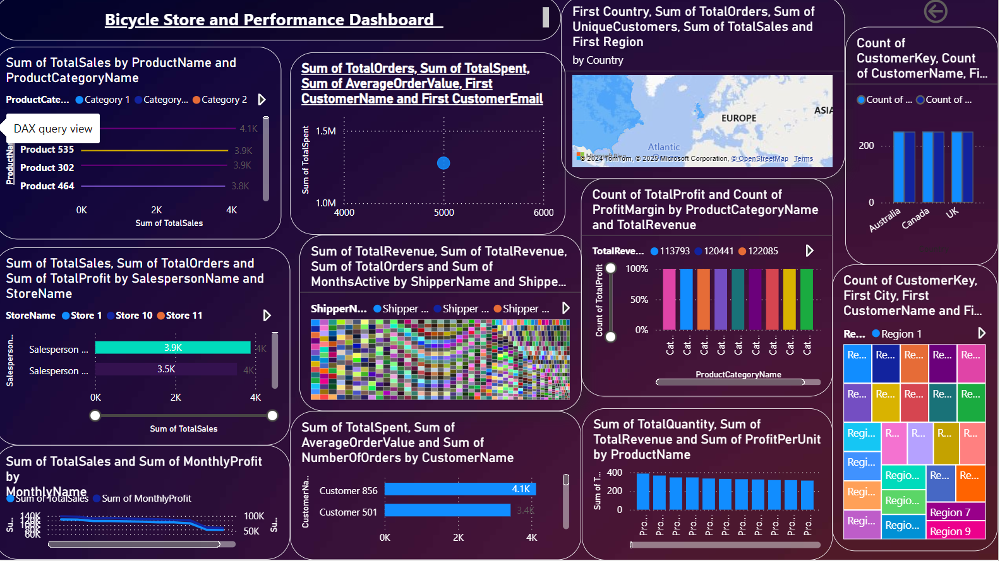 Bicycle Store and Performance Dashboard
Sum of TotalSales by ProductName and
ProductCategoryName
ProductCate...
Category 1
Category...
Category 2
DAX query view
4.1K
Product 535
3.9K
Product 302
3.9K
Product 464
3.8K
0K
2K
4K
Sum of TotalSales
Sum of TotalOrders, Sum of TotalSpent,
Sum of AverageOrderValue, First
CustomerName and First CustomerEmail
Sum of TotalSpent
1.5M
1.0M
4000
5000
6000
First Country, Sum of TotalOrders, Sum of
UniqueCustomers, Sum of TotalSales and
First Region
by Country
EUROPE
ASIA
Atlantic
© 2024 TomTom, © 2025 Microsoft Corporation, © OpenStreetMap Terms
Count of
CustomerKey, Count
of CustomerName, Fi...
Count of ...
Count of ...
200
0
Australia
Canada
UK
Sum of TotalSales, Sum of TotalOrders and
Sum of TotalProfit by SalespersonName and
StoreName
StoreName
Store 1
Store 10
Store 11
Salesperson...
Salesperson ...
3.9K
4K
Salesperson ...
3.5K
4K
0K
2K
4K
Sum of TotalSales
Sum of TotalRevenue, Sum of TotalRevenue,
Sum of TotalOrders and Sum of
MonthsActive by ShipperName and Shippe...
ShipperN...
Shipper ...
Shipper ...
Shipper ...
Count of TotalProfit and Count of
ProfitMargin by ProductCategoryName
and TotalRevenue
TotalReve...
113793
120441
122085
Count of TotalProfit
100%
50%
0%
Cat...
Cat...
Cat...
Cat...
Cat...
Cat...
Cat...
Cat...
Cat...
ProductCategoryName
Count of CustomerKey,
First City, First
CustomerName and Fi...
Re...
Region 1
Re...
Re...
Re...
Re...
Re...
Re...
Re...
Re...
Re...
Re...
Regi...
R...
R...
R...
R...
Regi...
Regio...
Re...
Re...
Regi...
Regio...
Region 7
Regi...
Regio...
Region 9
Sum of TotalSales and Sum of MonthlyProfit
by
MonthlyName
Sum of TotalSales
Sum of MonthlyProfit
Su...
140K
60K
100K
50K
Su...
Sum of TotalSpent, Sum of
AverageOrderValue and Sum of
NumberOfOrders by CustomerName
CustomerNa...
Customer 856
4.1K
Customer 501
3.4K
0K
2K
4K
Sum of TotalQuantity, Sum of
TotalRevenue and Sum of ProfitPerUnit
by ProductName
Sum of T...
400
200
0
Pro...
Pro...
Pro...
Pro...
Pro...
Pro...
Pro...
Pro...
Pro...
Pro...
Pro...